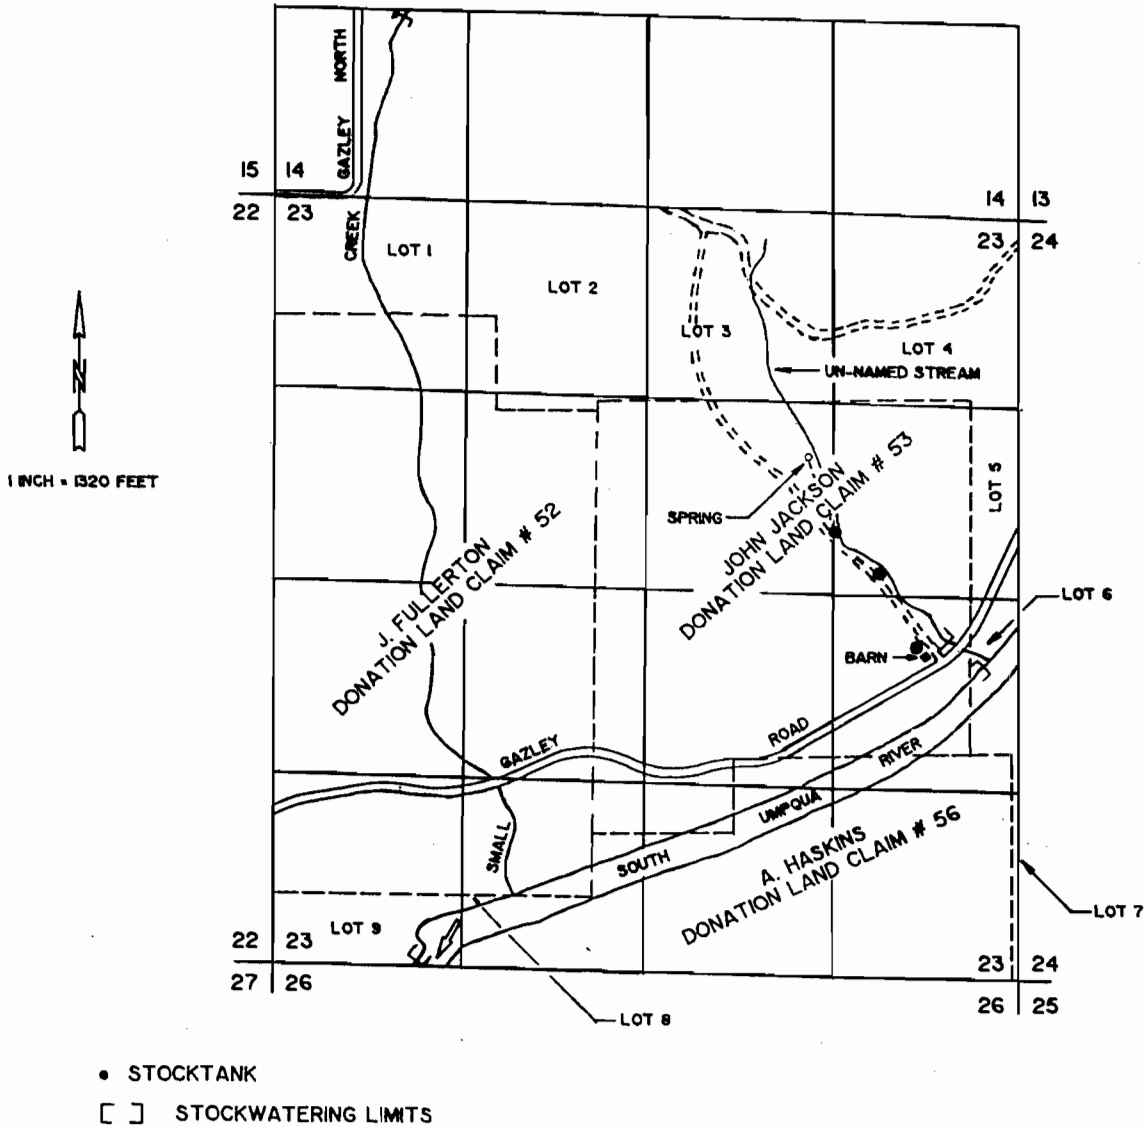 GAZLEY NORTH
15 14
22 23
14 13
23 24
CREEK
LOT 1
LOT 2
LOT 3
LOT 4
UN-NAMED STREAM
N
1 INCH = 1320 FEET
LOT 5
SPRING
JOHN JACKSON
DONATION LAND CLAIM # 53
J. FULLERTON
DONATION LAND CLAIM # 52
LOT 6
BARN
GAZLEY
ROAD
RIVER
UMPQUA
SOUTH
SMALL
A. HASKINS
DONATION LAND CLAIM # 56
LOT 7
LOT 9
22 23
27 26
23 24
26 25
LOT 8
• STOCKTANK
[ ] STOCKWATERING LIMITS